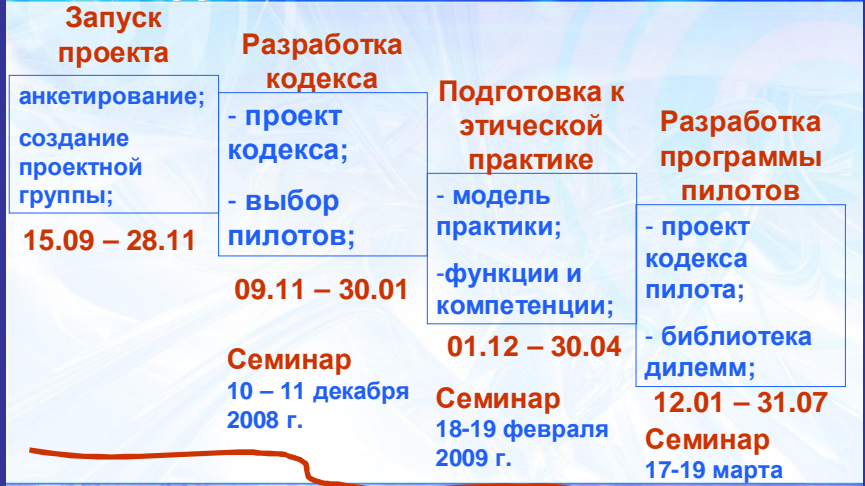 Запуск
проекта
анкетирование;
создание
проектной
группы;
15.09 – 28.11
Разработка
кодекса
- проект
кодекса;
- выбор
пилотов;
09.11 – 30.01
Семинар
10 – 11 декабря
2008 г.
Подготовка к
этической
практике
- модель
практики;
-функции и
компетенции;
01.12 – 30.04
Семинар
18-19 февраля
2009 г.
Разработка
программы
пилотов
- проект
кодекса
пилота;
- библиотека
дилемм;
12.01 – 31.07
Семинар
17-19 марта